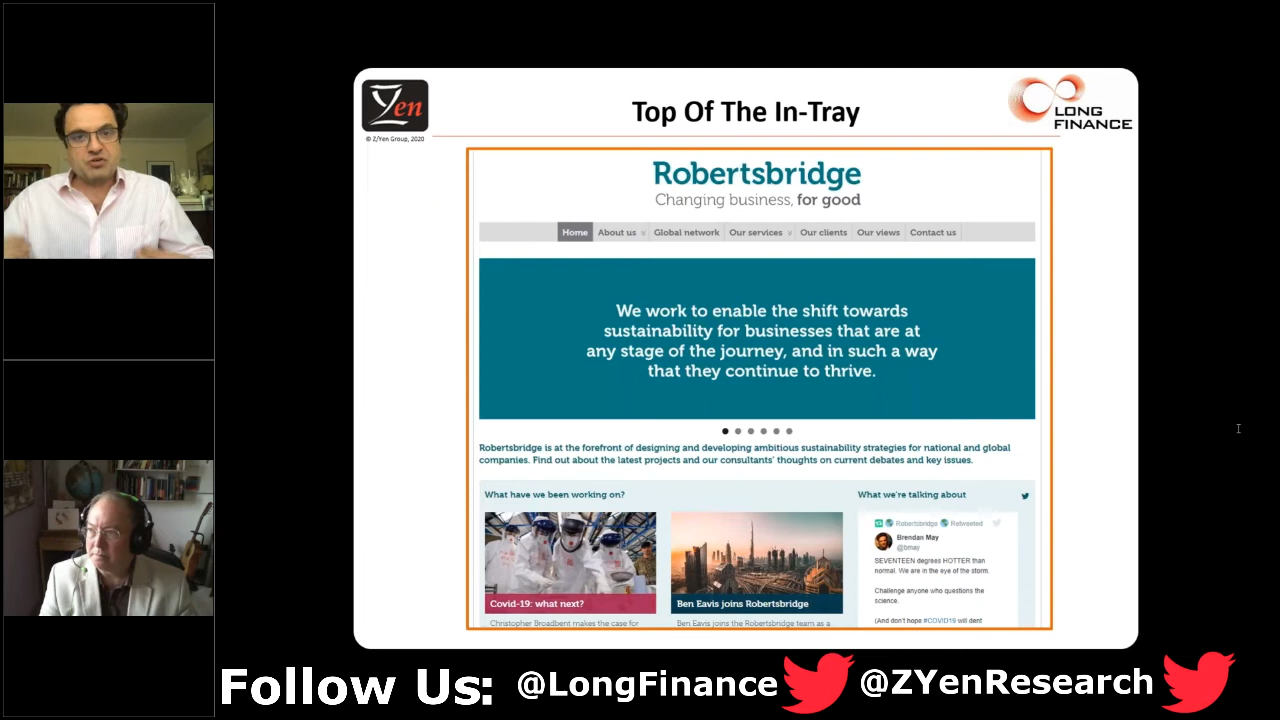 Z/Yen
© Z/Yen Group, 2020
Top Of The In-Tray
LONG
FINANCE
Robertsbridge
Changing business, for good
Home About us Global network Our services Our clients Our views Contact us
We work to enable the shift towards
sustainability for businesses that are at
any stage of the journey, and in such a way
that they continue to thrive.
Robertsbridge is at the forefront of designing and developing ambitious sustainability strategies for national and global
companies. Find out about the latest projects and our consultants' thoughts on current debates and key issues.
What have we been working on?
Covid-19: what next?
Christopher Broadbent makes the case for
Ben Eavis joins Robertsbridge
Ben Eavis joins the Robertsbridge team as a
What we're talking about
Robertsbridge Retweeted
Brendan May
@bmay
SEVENTEEN degrees HOTTER than
normal. We are in the eye of the storm.
Challenge anyone who questions the
science.
(And don't hope #COVID19 will dent
Follow Us: @LongFinance @ZYenResearch